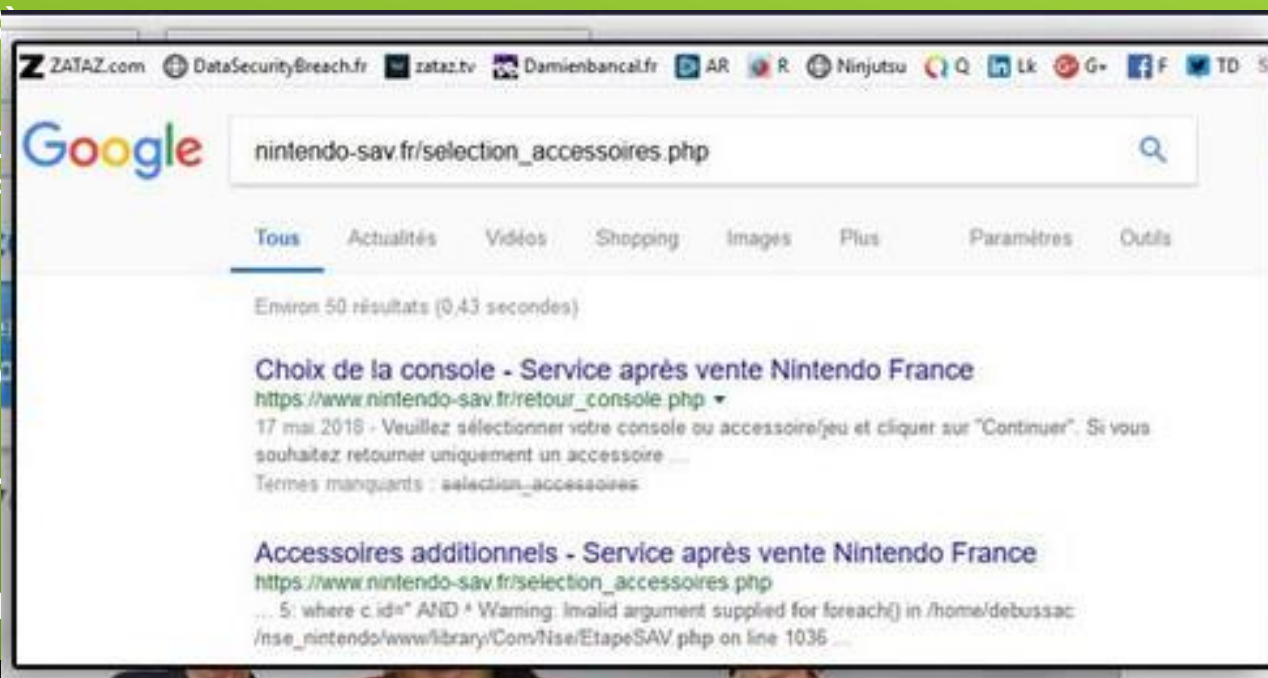 ZATAZ.com DataSecurityBreach.fr zataz.tv Damienbancal.fr AR R Ninjutsu Q Lk G+ F TD S
Google
nintendo-sav.fr/selection_accessoires.php
Tous Actualités Vidéos Shopping Images Plus Paramètres Outils
Environ 50 résultats (0,43 secondes)
Choix de la console - Service après vente Nintendo France
https://www.nintendo-sav.fr/retour_console.php
17 mai 2018 - Veuillez sélectionner votre console ou accessoire/jeu et cliquer sur "Continuer". Si vous
souhaitez retourner uniquement un accessoire ...
Termes manquants : selection_accessoires
Accessoires additionnels - Service après vente Nintendo France
https://www.nintendo-sav.fr/selection_accessoires.php
... 5: where c.id=" AND * Warning: Invalid argument supplied for foreach() in /home/debussac
/nse_nintendo/www/library/Com/Nse/EtapeSAV.php on line 1036 ...